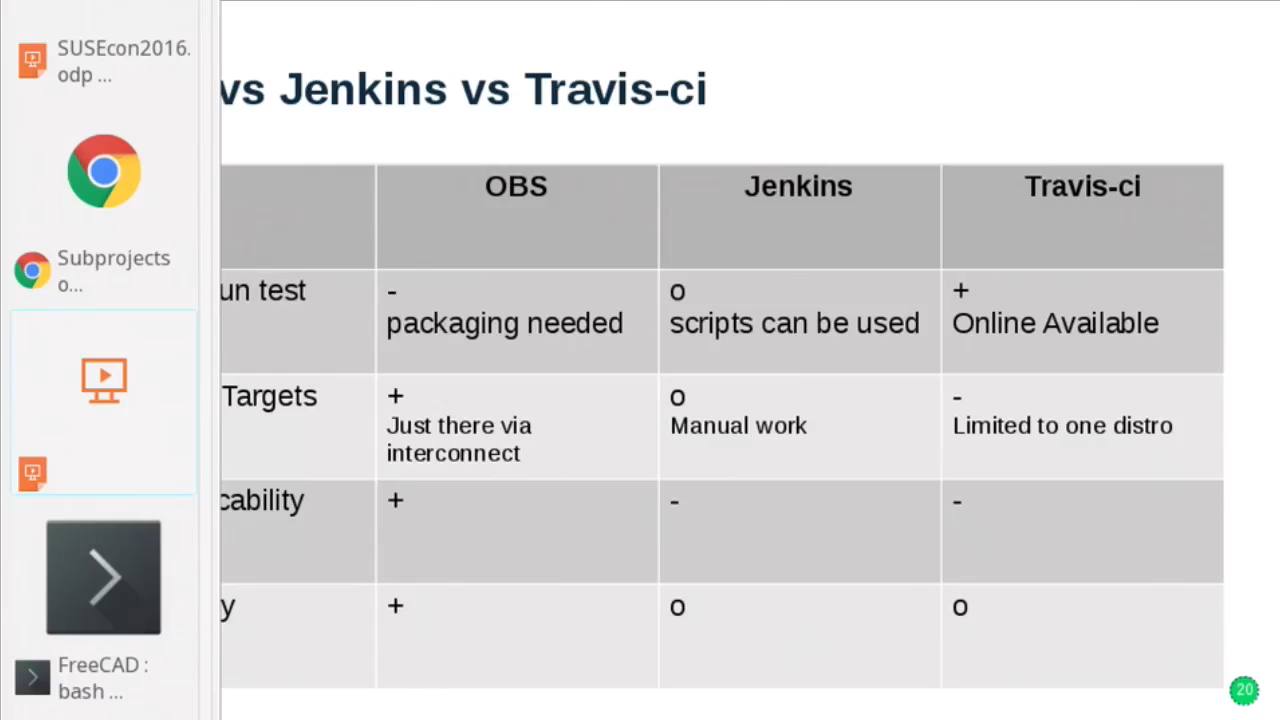 SUSEcon2016.
odp ...
Subprojects
o...
FreeCAD :
bash ...
vs Jenkins vs Travis-ci
OBS
Jenkins
Travis-ci
un test
-
packaging needed
o
scripts can be used
+
Online Available
Targets
+
Just there via
interconnect
o
Manual work
-
Limited to one distro
cability
+
-
-
y
+
o
o
20